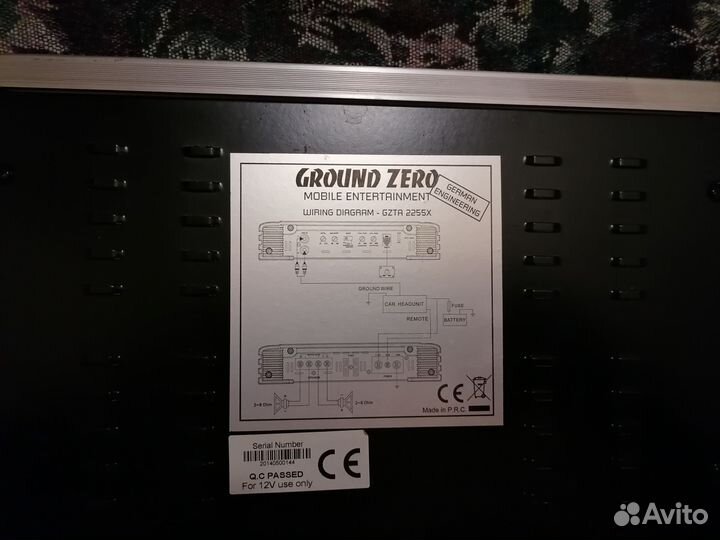 GROUND ZERO
MOBILE ENTERTAINMENT
GERMAN
ENGINEERING
WIRING DIAGRAM - GZTA 2255X
GROUND WIRE
CAR HEADUNIT
FUSE
REMOTE
BATTERY
2-8 Ohm
2-8 Ohm
CE
Made in P.R.C.
Serial Number
20140500144
Q.C PASSED
For 12V use only
CE
Avito